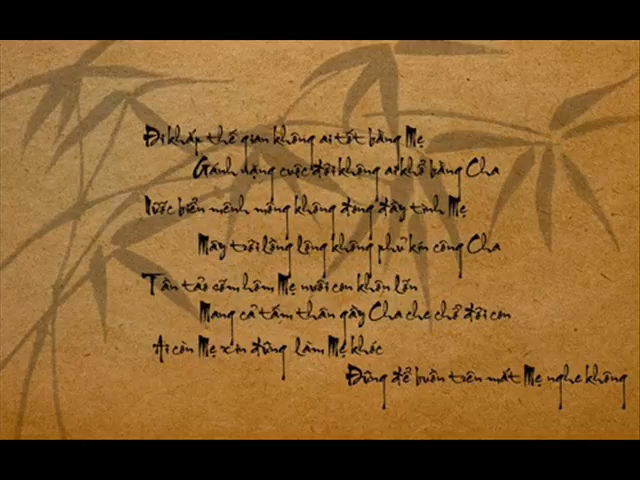 Đi khắp thế gian không ai tốt bằng Mẹ
Gánh nặng cuộc đời không ai khổ bằng Cha
Nước biển mênh mông không đong đầy tình Mẹ
Mây trời lồng lộng không phủ kín công Cha
Tần tảo sớm hôm Mẹ nuôi con khôn lớn
Mang cả tấm thân gầy Cha che chở đời con
Ai còn Mẹ xin đừng làm Mẹ khóc
Đừng để buồn trên mắt Mẹ nghe không